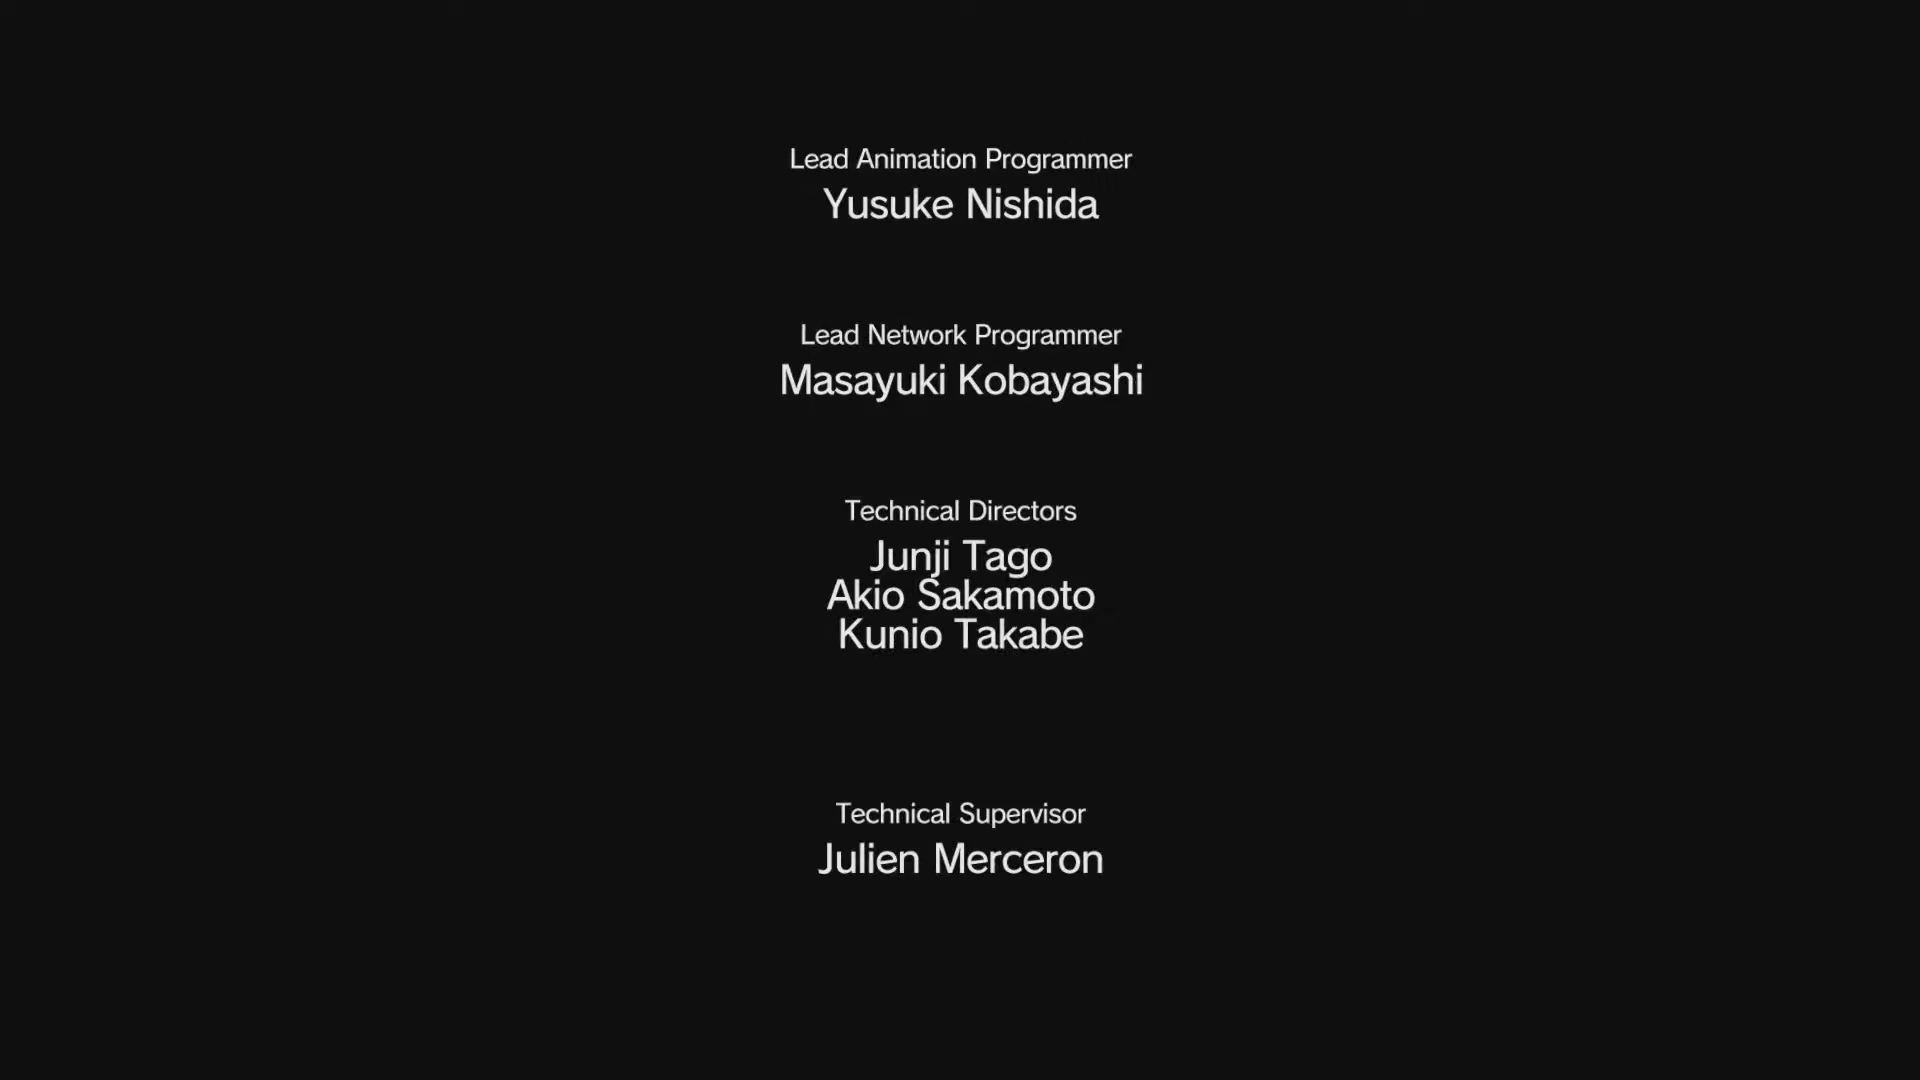 Lead Animation Programmer
Yusuke Nishida
Lead Network Programmer
Masayuki Kobayashi
Technical Directors
Junji Tago
Akio Sakamoto
Kunio Takabe
Technical Supervisor
Julien Merceron